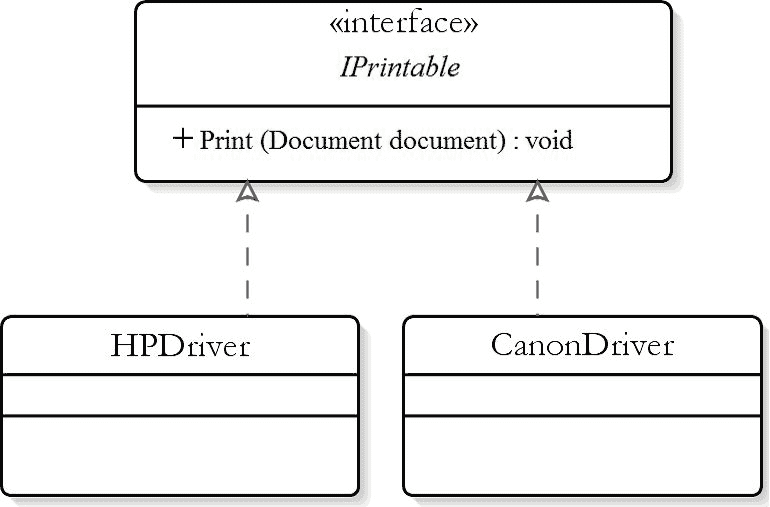 «interface»
IPrintable
+ Print (Document document) : void
HPDriver
CanonDriver